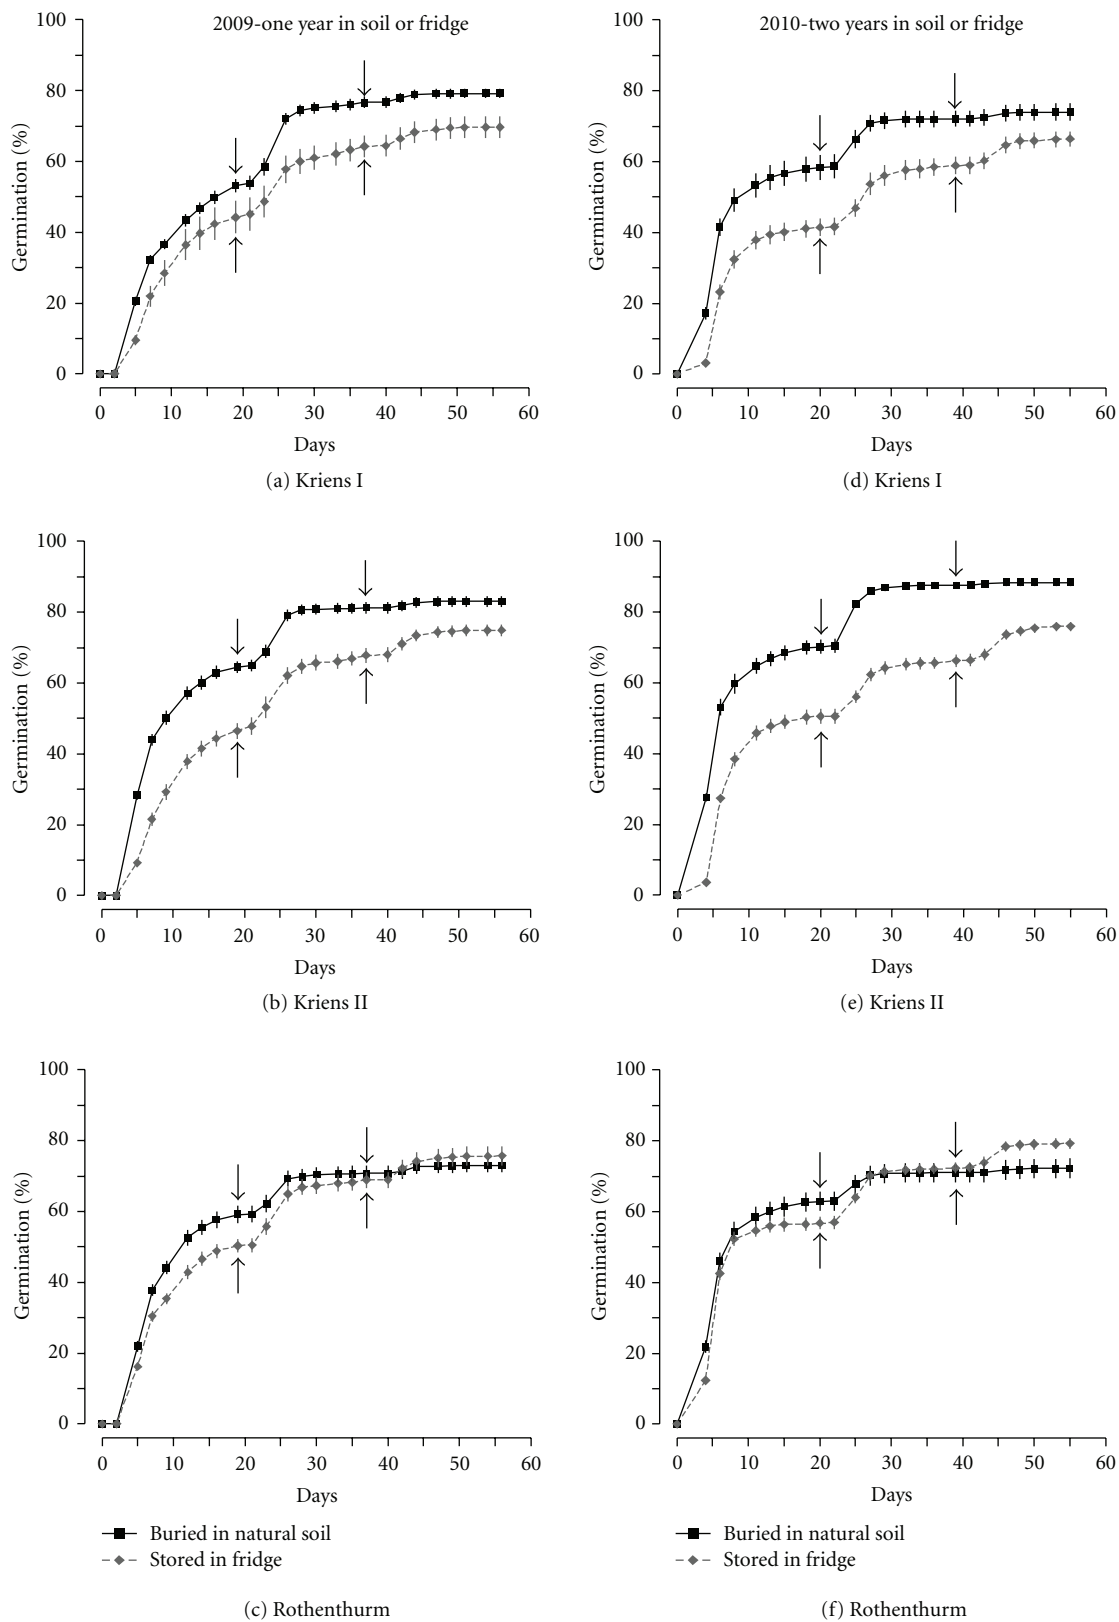 2009-one year in soil or fridge
100
80
60
40
20
0
Germination (%)
0 10 20 30 40 50 60
Days
(a) Kriens I
2010-two years in soil or fridge
100
80
60
40
20
0
Germination (%)
0 10 20 30 40 50 60
Days
(d) Kriens I
100
80
60
40
20
0
Germination (%)
0 10 20 30 40 50 60
Days
(b) Kriens II
100
80
60
40
20
0
Germination (%)
0 10 20 30 40 50 60
Days
(e) Kriens II
100
80
60
40
20
0
Germination (%)
0 10 20 30 40 50 60
Days
Buried in natural soil
Stored in fridge
(c) Rothenthurm
100
80
60
40
20
0
Germination (%)
0 10 20 30 40 50 60
Days
Buried in natural soil
Stored in fridge
(f) Rothenthurm